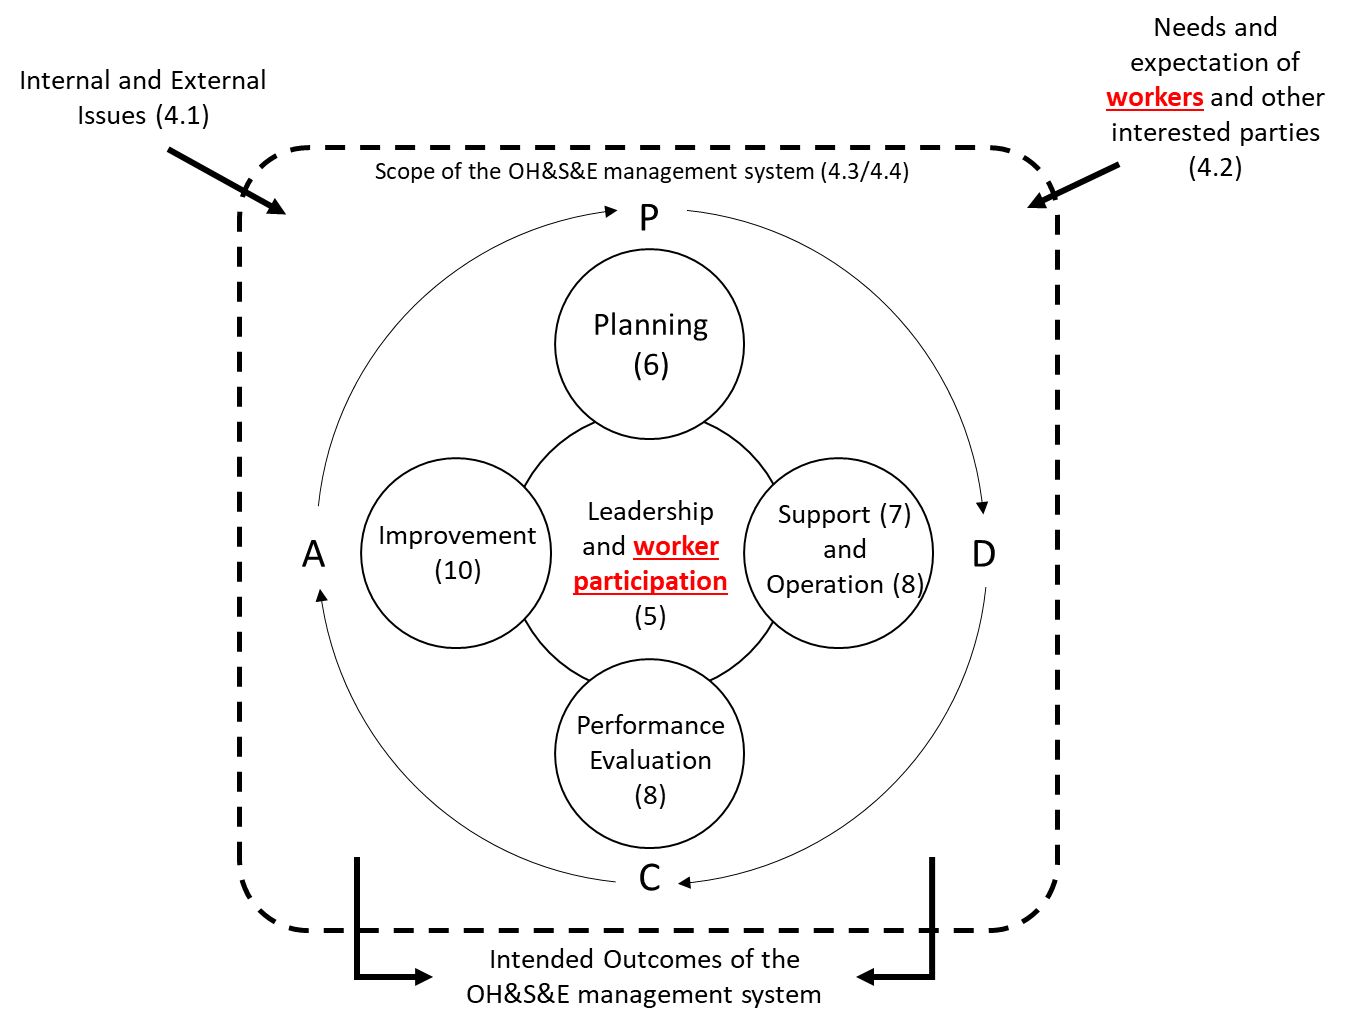 Needs and
expectation of
workers and other
interested parties
(4.2)
Internal and External
Issues (4.1)
Scope of the OH&S&E management system (4.3/4.4)
P
Planning
(6)
Improvement
(10)
A
Leadership
and worker
participation
(5)
Support (7)
and
Operation (8)
D
Performance
Evaluation
(8)
C
Intended Outcomes of the
OH&S&E management system